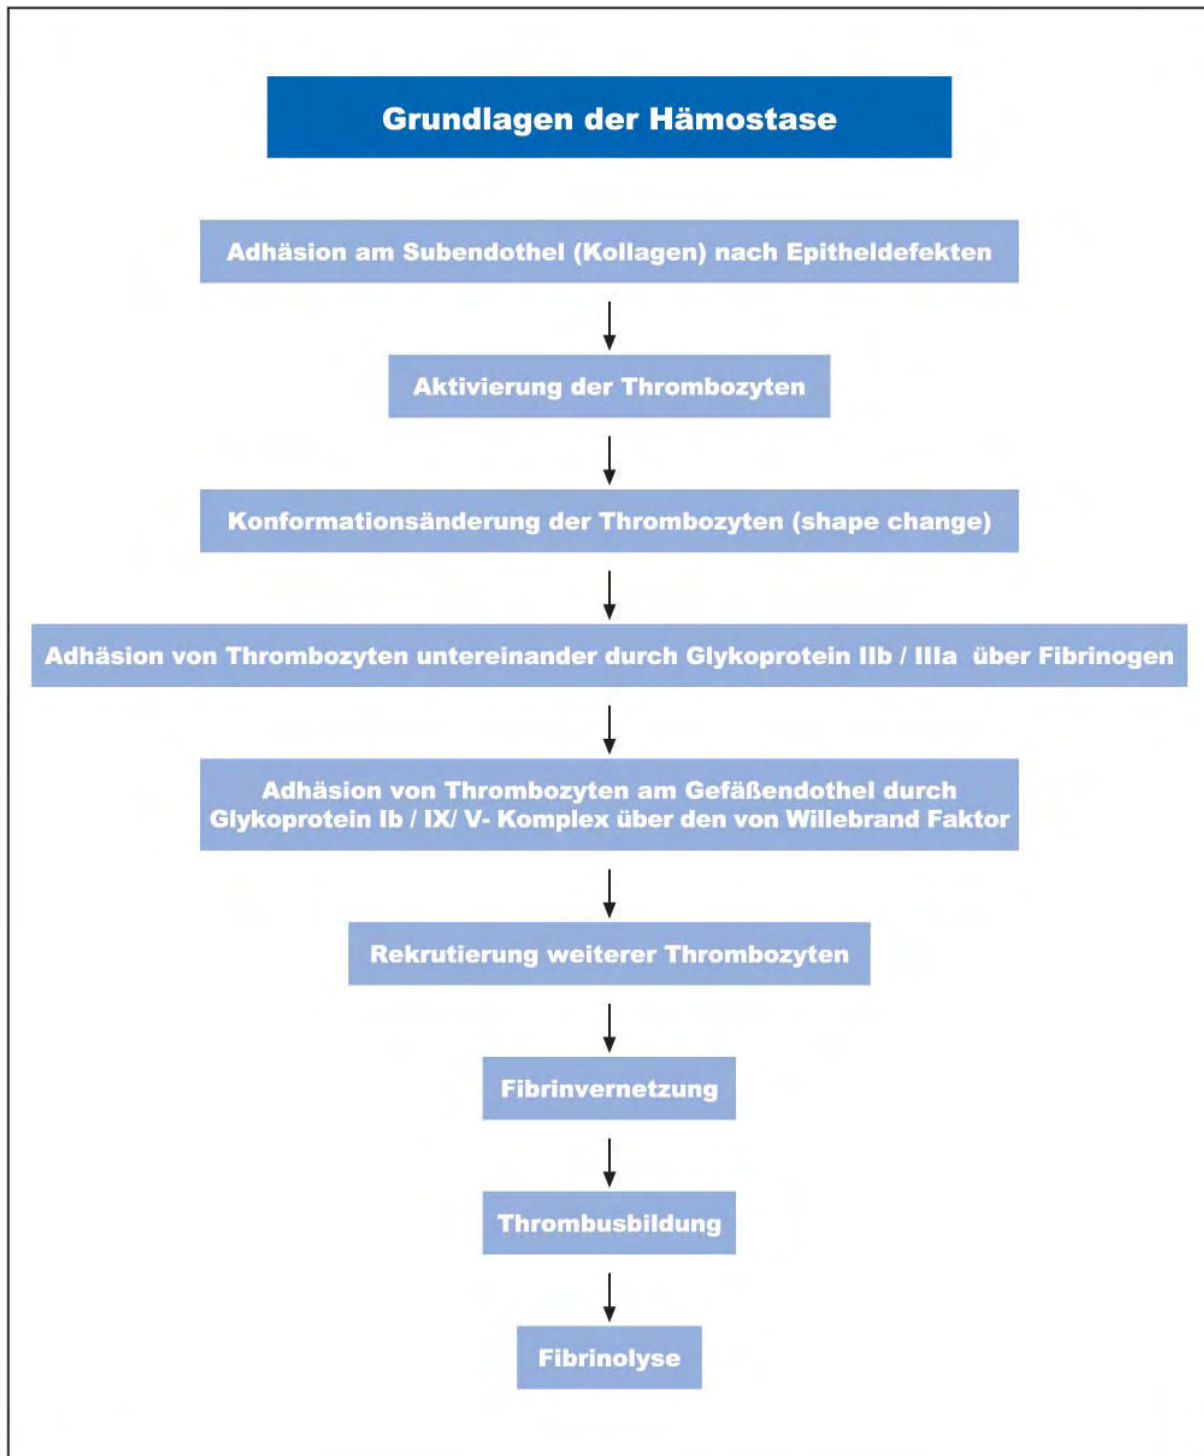 Grundlagen der Hämostase
Adhäsion am Subendothel (Kollagen) nach Epitheldefekten
Aktivierung der Thrombozyten
Konformationsänderung der Thrombozyten (shape change)
Adhäsion von Thrombozyten untereinander durch Glykoprotein IIb / IIIa über Fibrinogen
Adhäsion von Thrombozyten am Gefäßendothel durch
Glykoprotein Ib / IX/ V- Komplex über den von Willebrand Faktor
Rekrutierung weiterer Thrombozyten
Fibrinvernetzung
Thrombusbildung
Fibrinolyse